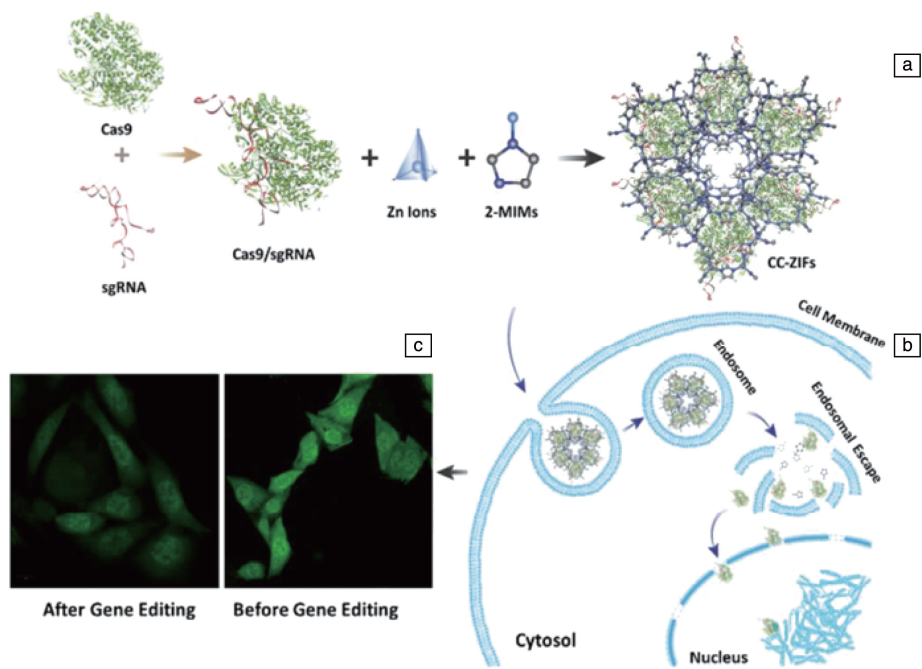 a
Cas9
+
sgRNA
Cas9/sgRNA
+
Zn Ions
+
2-MIMs
CC-ZIFs
b
Cell Membrane
Endosome
Endosomal Escape
Cytosol
Nucleus
c
After Gene Editing
Before Gene Editing